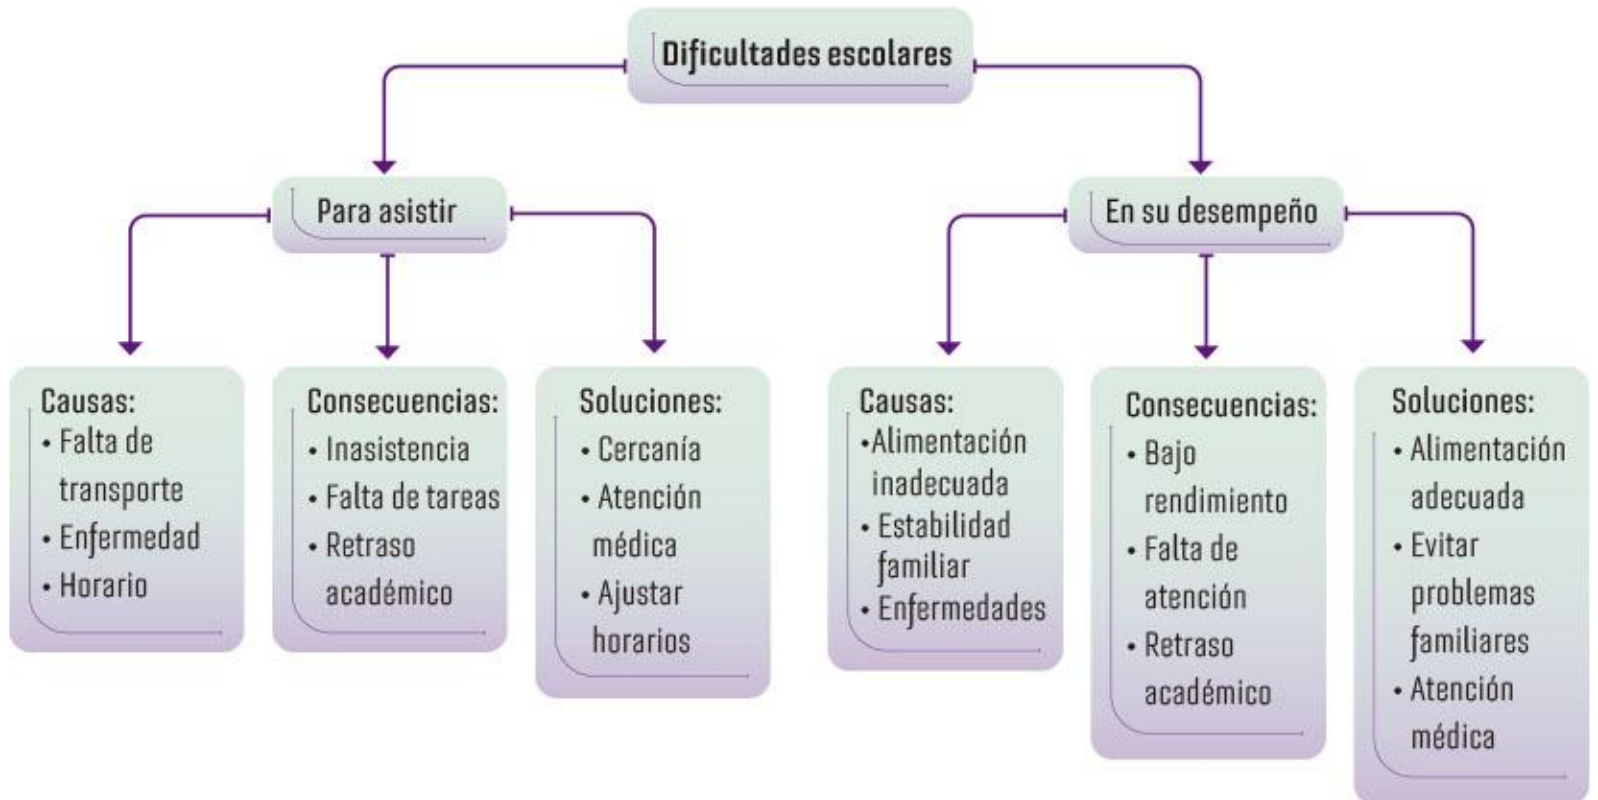 Dificultades escolares
Para asistir
En su desempeño
Causas:
• Falta de
transporte
• Enfermedad
• Horario
Consecuencias:
• Inasistencia
• Falta de tareas
• Retraso
académico
Soluciones:
• Cercanía
• Atención
médica
• Ajustar
horarios
Causas:
•Alimentación
inadecuada
• Estabilidad
familiar
• Enfermedades
Consecuencias:
• Bajo
rendimiento
• Falta de
atención
• Retraso
académico
Soluciones:
• Alimentación
adecuada
• Evitar
problemas
familiares
• Atención
médica